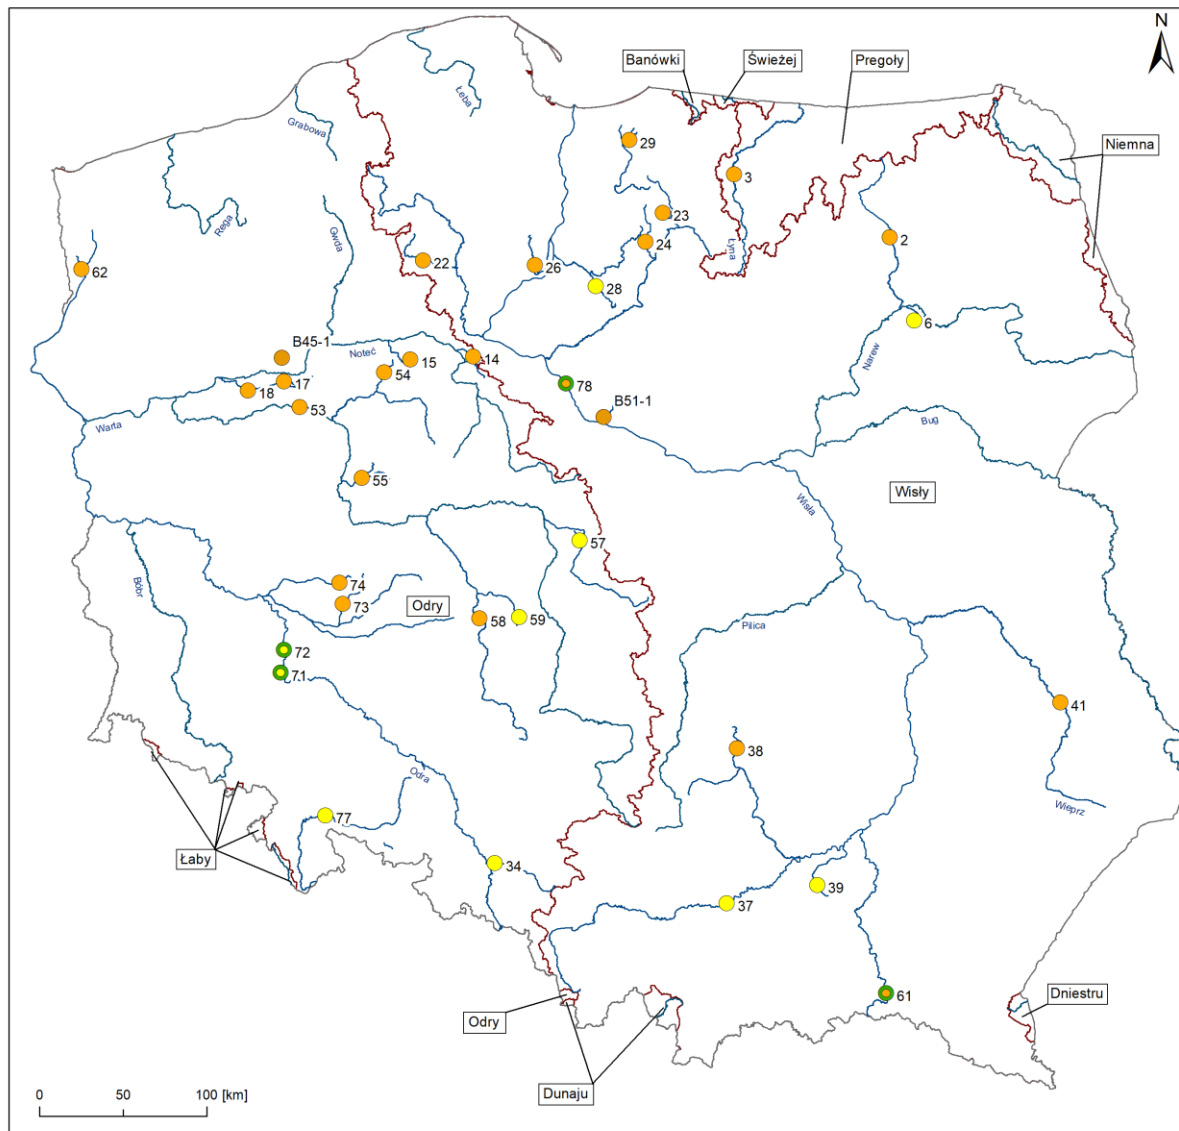 N
Banówki
Świeżej
Pregoły
Łeba
Grabowa
29
Niemna
3
Rega
23
2
Gwda
24
Łyna
62
22
26
28
6
B45-1
Noteć
15
14
Narew
54
17
78
18
53
B51-1
Warta
Bug
55
Wisły
Wisła
57
Bóbr
74
73
Odry
58
59
Pilica
72
71
41
38
Odra
Wieprz
77
Łaby
34
39
37
61
Dniestru
Odry
Dunaju
0 50 100 [km]